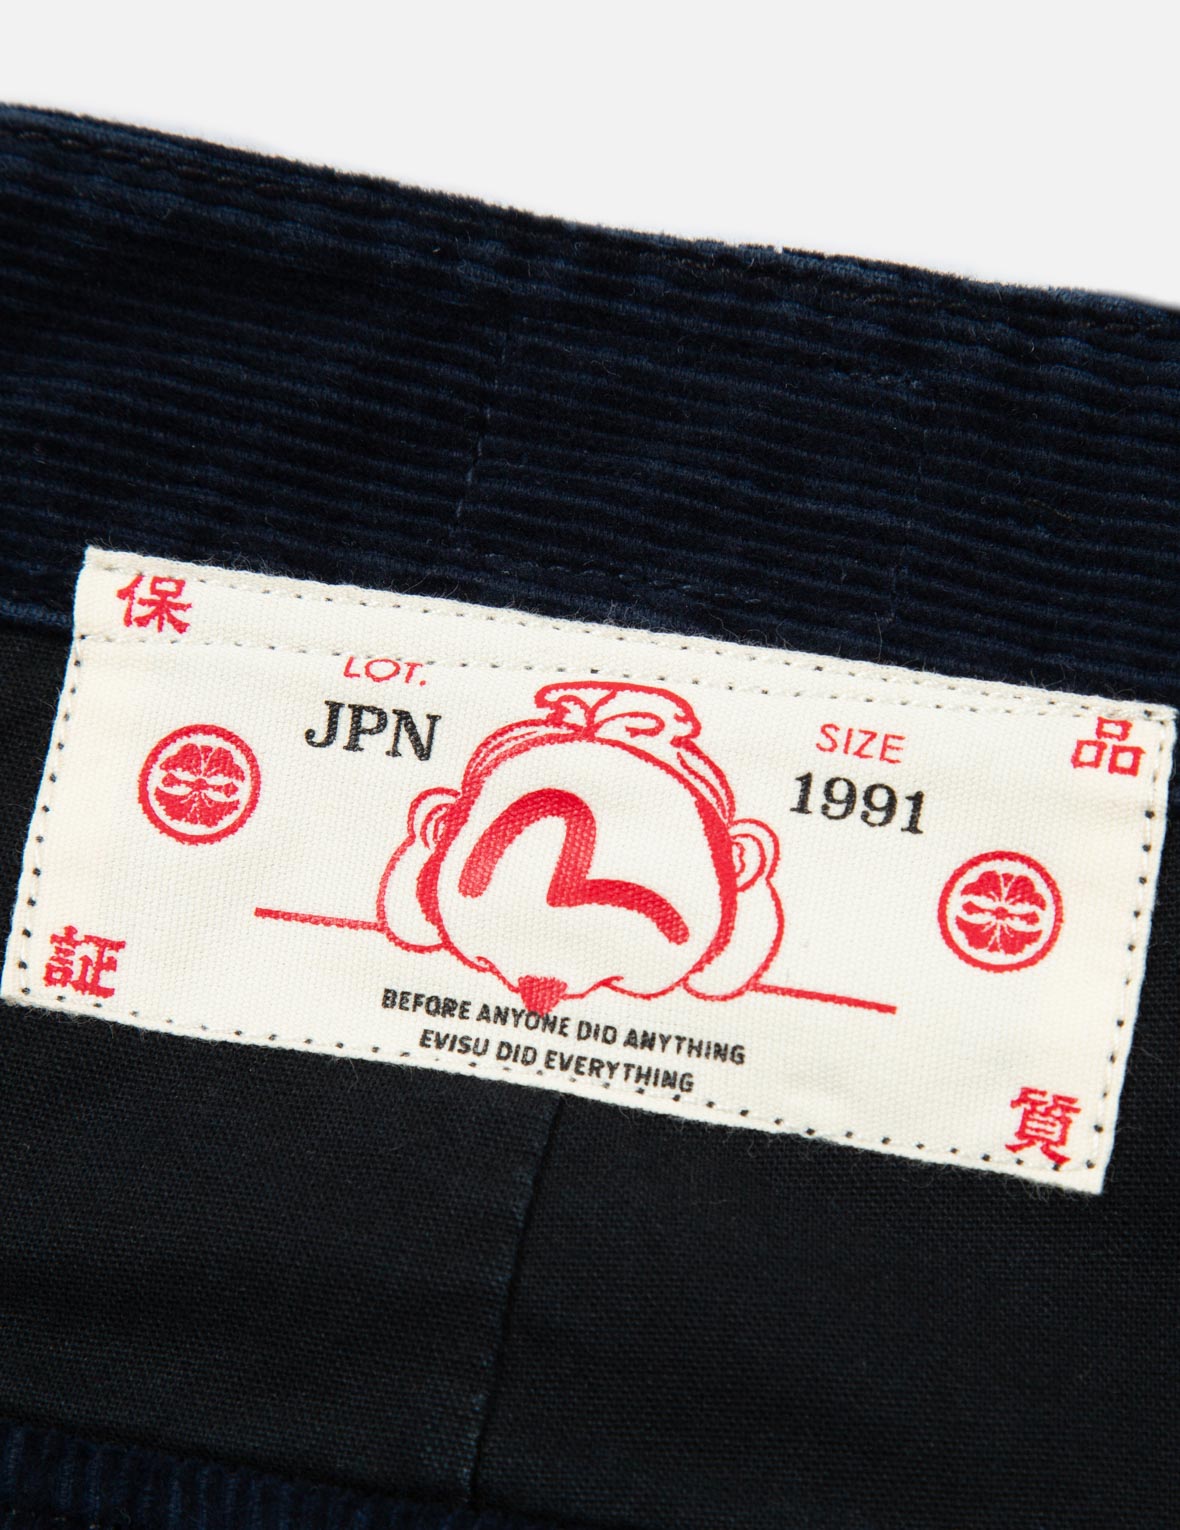 保
品
LOT.
JPN
SIZE
1991
証
質
BEFORE ANYONE DID ANYTHING
EVISU DID EVERYTHING